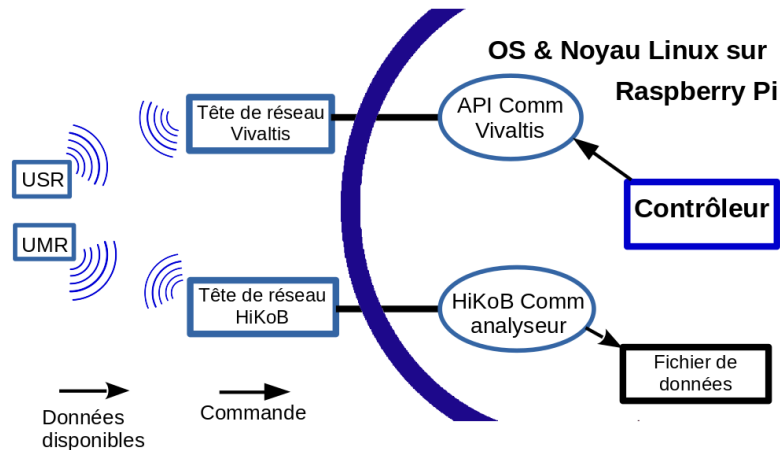 OS & Noyau Linux sur
Raspberry Pi
Tête de réseau
Vivaltis
API Comm
Vivaltis
USR
Contrôleur
UMR
Tête de réseau
HiKoB
HiKoB Comm
analyseur
Fichier de
données
Données
disponibles
Commande